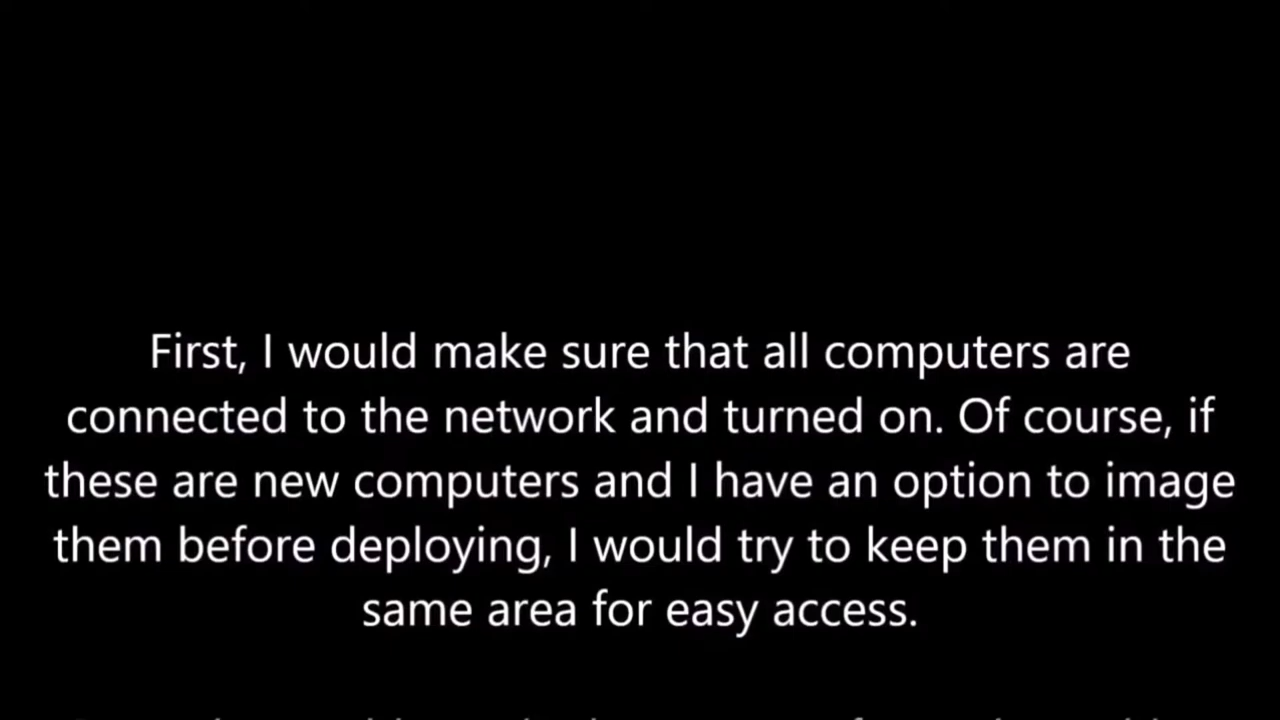 First, I would make sure that all computers are
connected to the network and turned on. Of course, if
these are new computers and I have an option to image
them before deploying, I would try to keep them in the
same area for easy access.